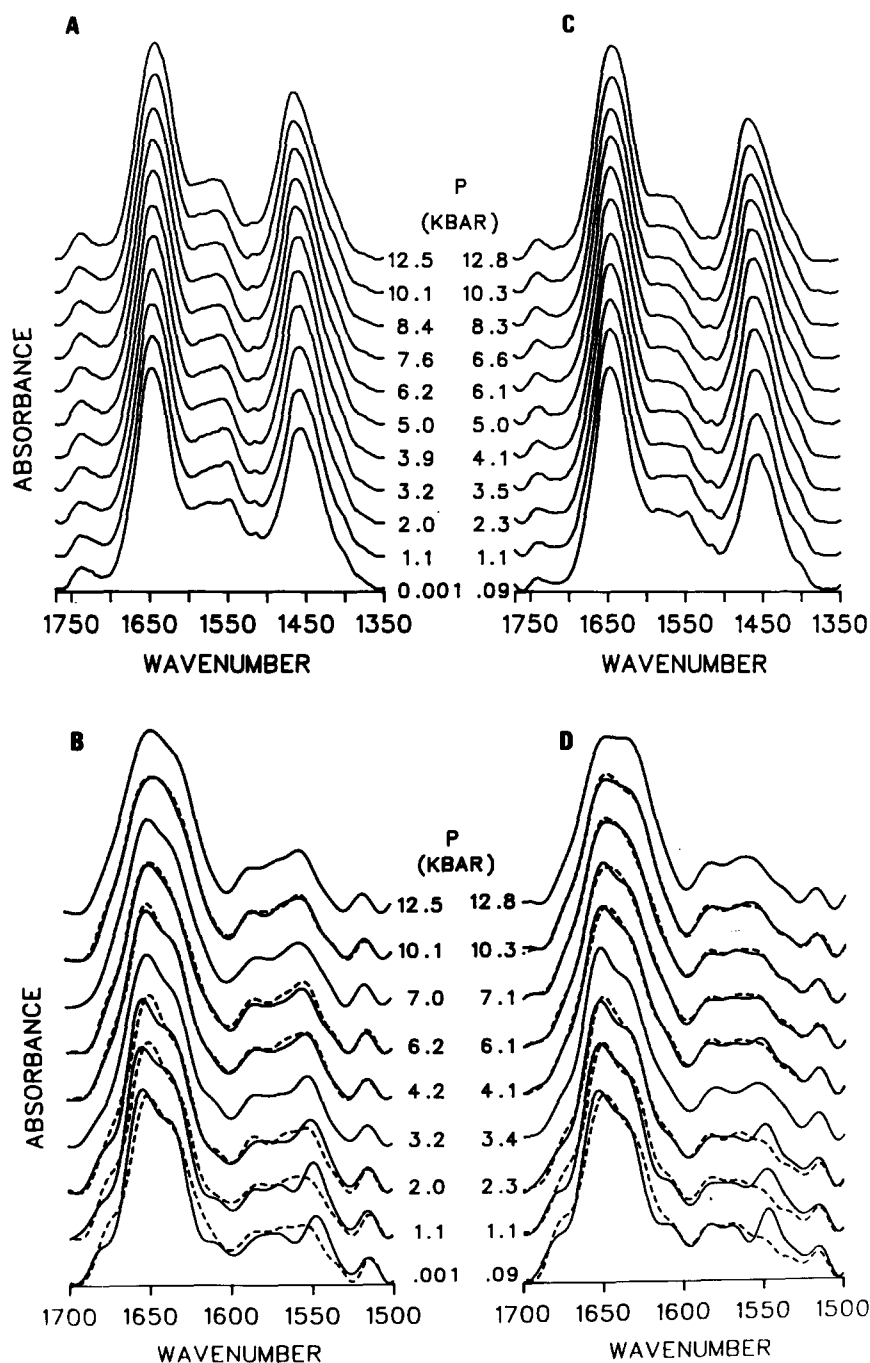 A
C
P
(KBAR)
12.5 12.8
10.1 10.3
8.4 8.3
7.6 6.6
6.2 6.1
5.0 5.0
3.9 4.1
3.2 3.5
2.0 2.3
1.1 1.1
0.001 .09
ABSORBANCE
1750 1650 1550 1450 1350
WAVENUMBER
1750 1650 1550 1450 1350
WAVENUMBER
B
D
P
(KBAR)
12.5 12.8
10.1 10.3
7.0 7.1
6.2 6.1
4.2 4.1
3.2 3.4
2.0 2.3
1.1 1.1
.001 .09
ABSORBANCE
1700 1650 1600 1550 1500
WAVENUMBER
1700 1650 1600 1550 1500
WAVENUMBER